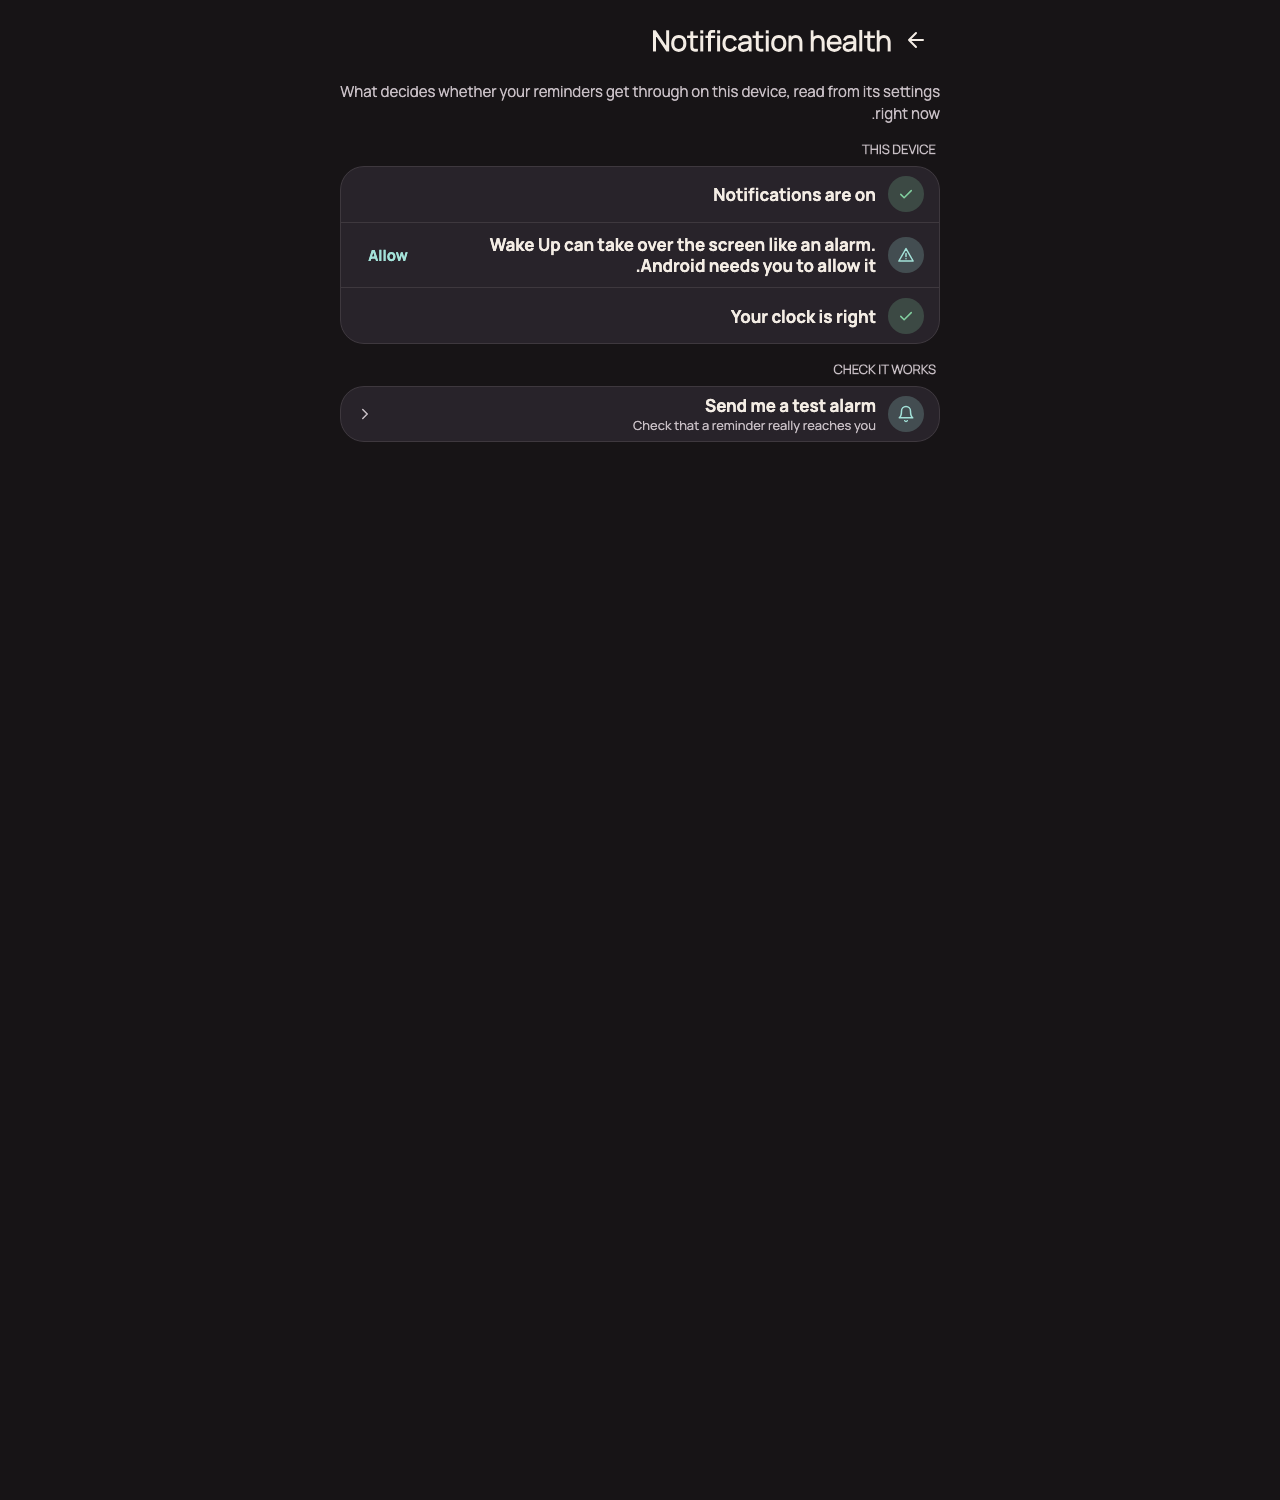 Notification health
What decides whether your reminders get through on this device, read from its settings
.right now
THIS DEVICE
Notifications are on
Wake Up can take over the screen like an alarm.
.Android needs you to allow it
Allow
Your clock is right
CHECK IT WORKS
Send me a test alarm
Check that a reminder really reaches you